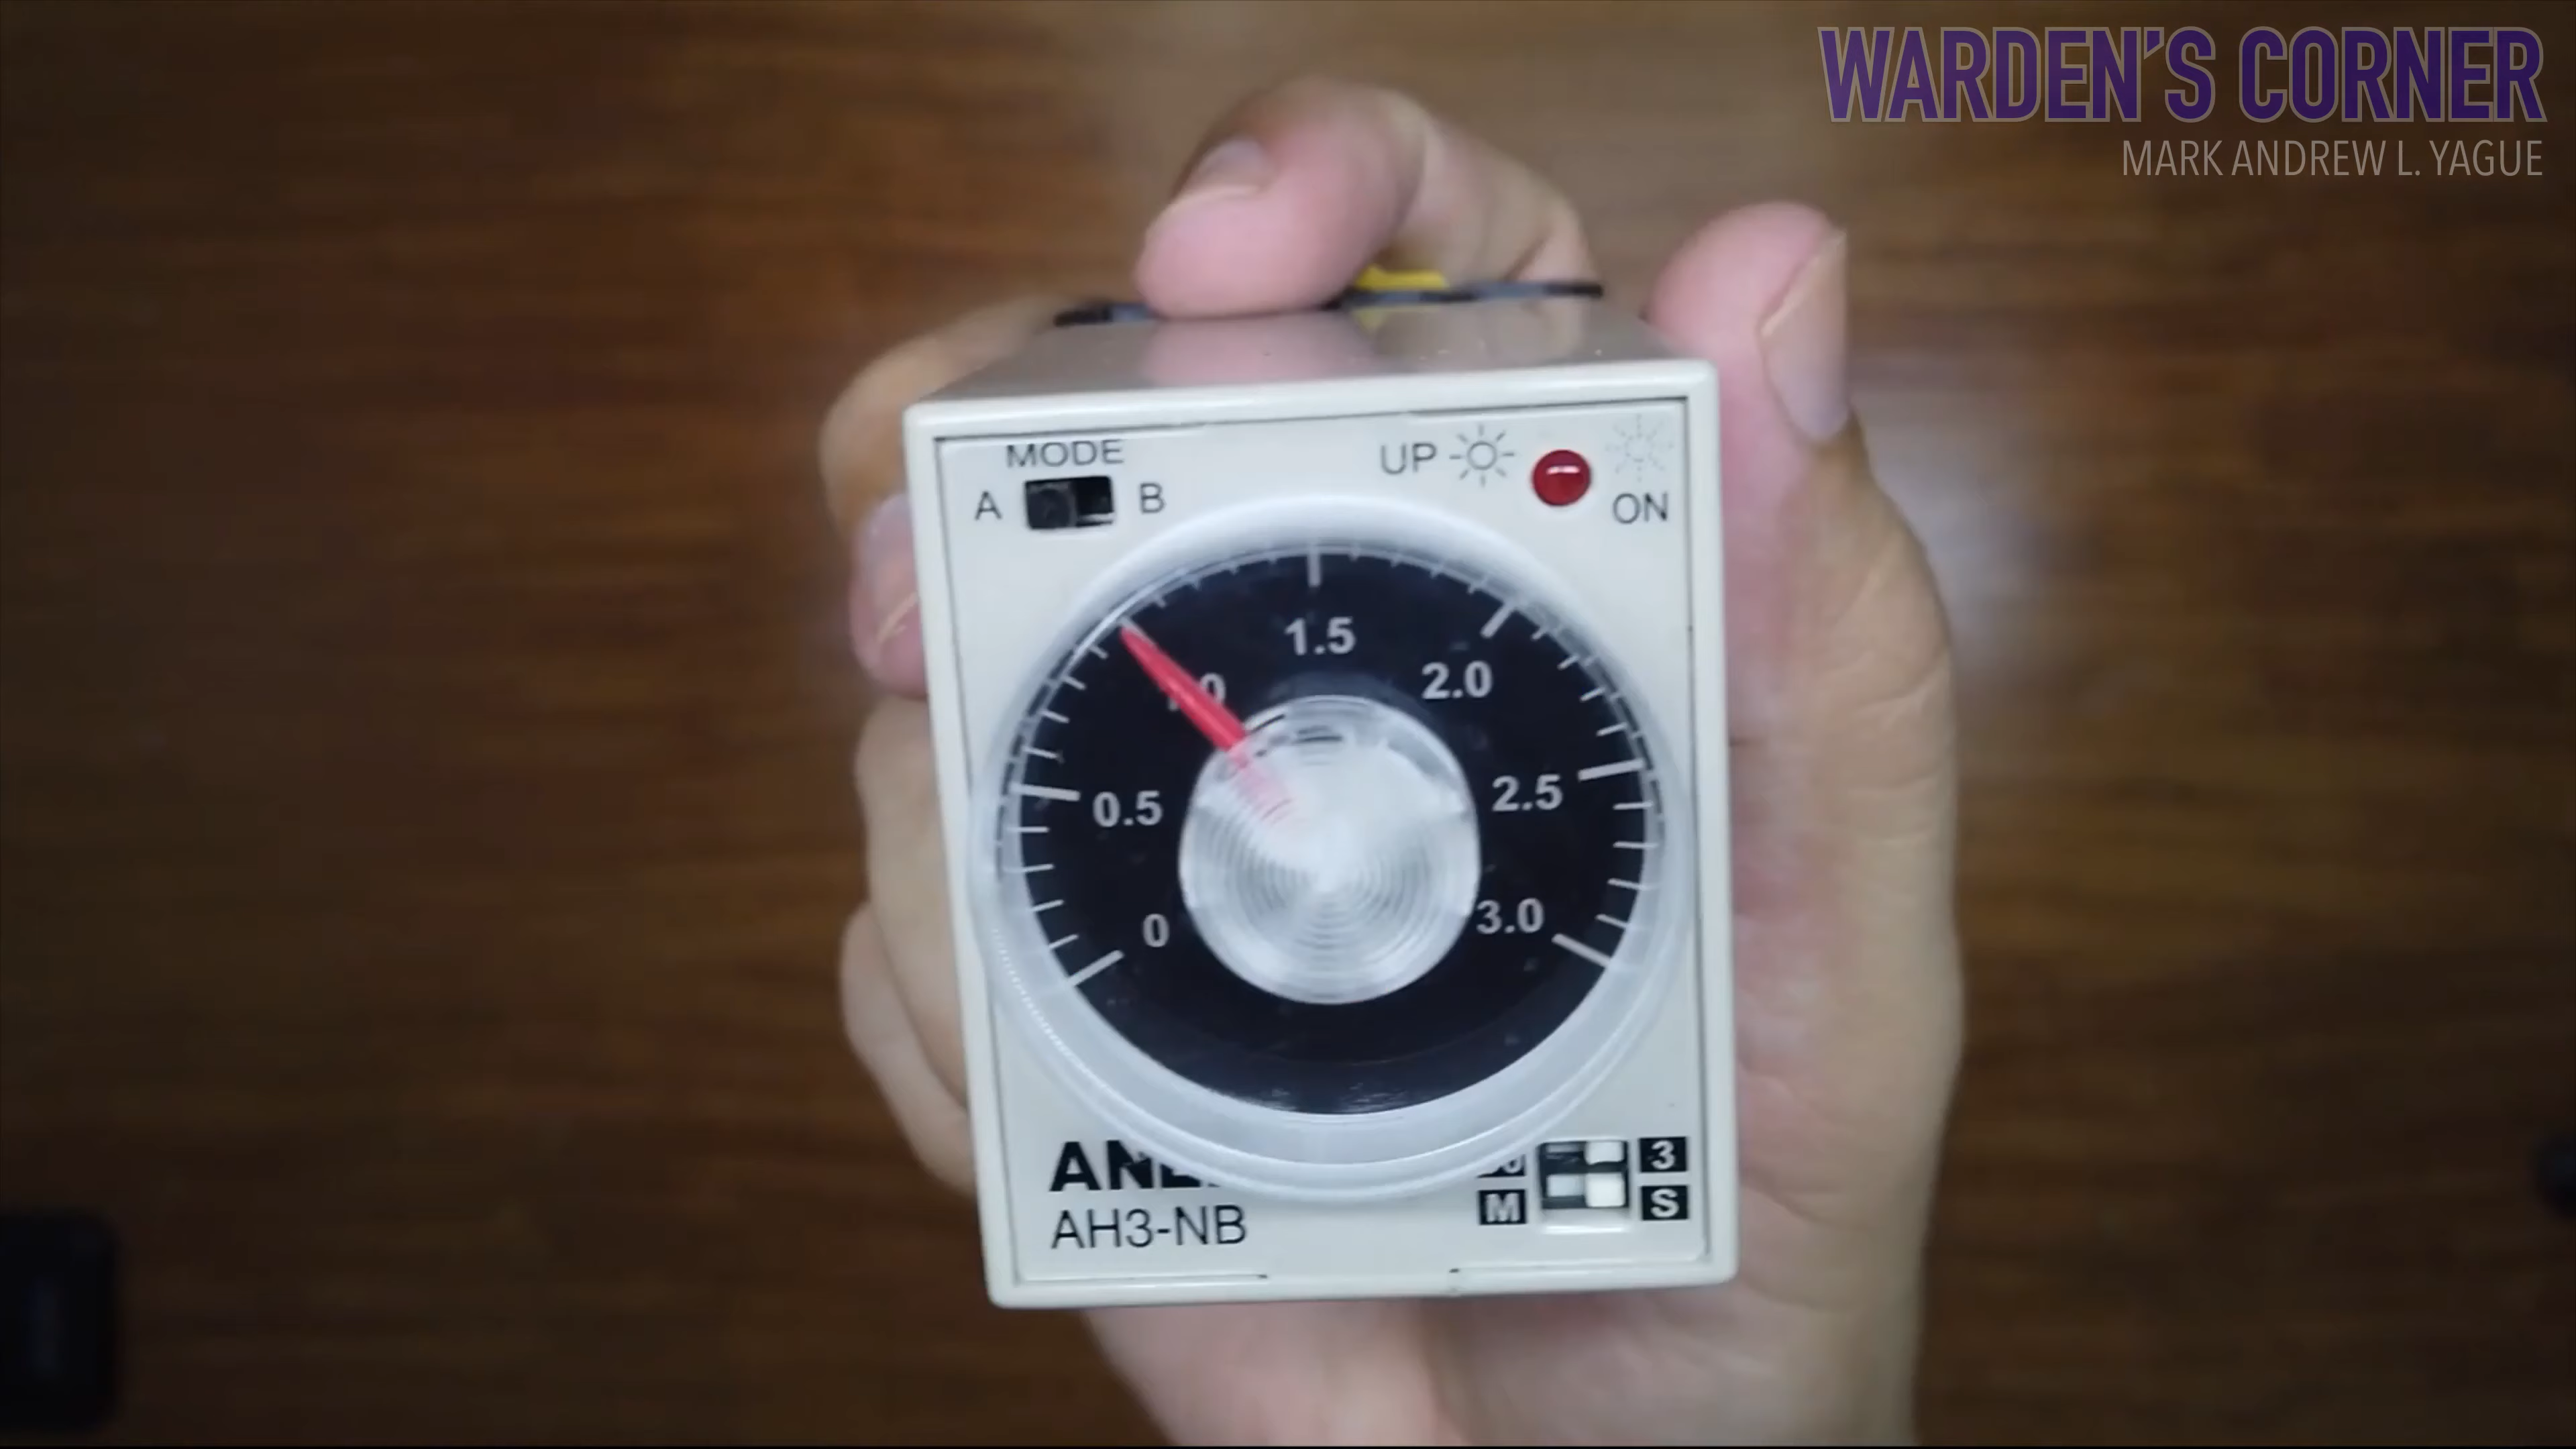 WARDEN'S CORNER
MARK ANDREW L. YAGUE
MODE
A B
UP ON
1.5
2.0
0.5
2.5
0
3.0
3
AH3-NB
M S